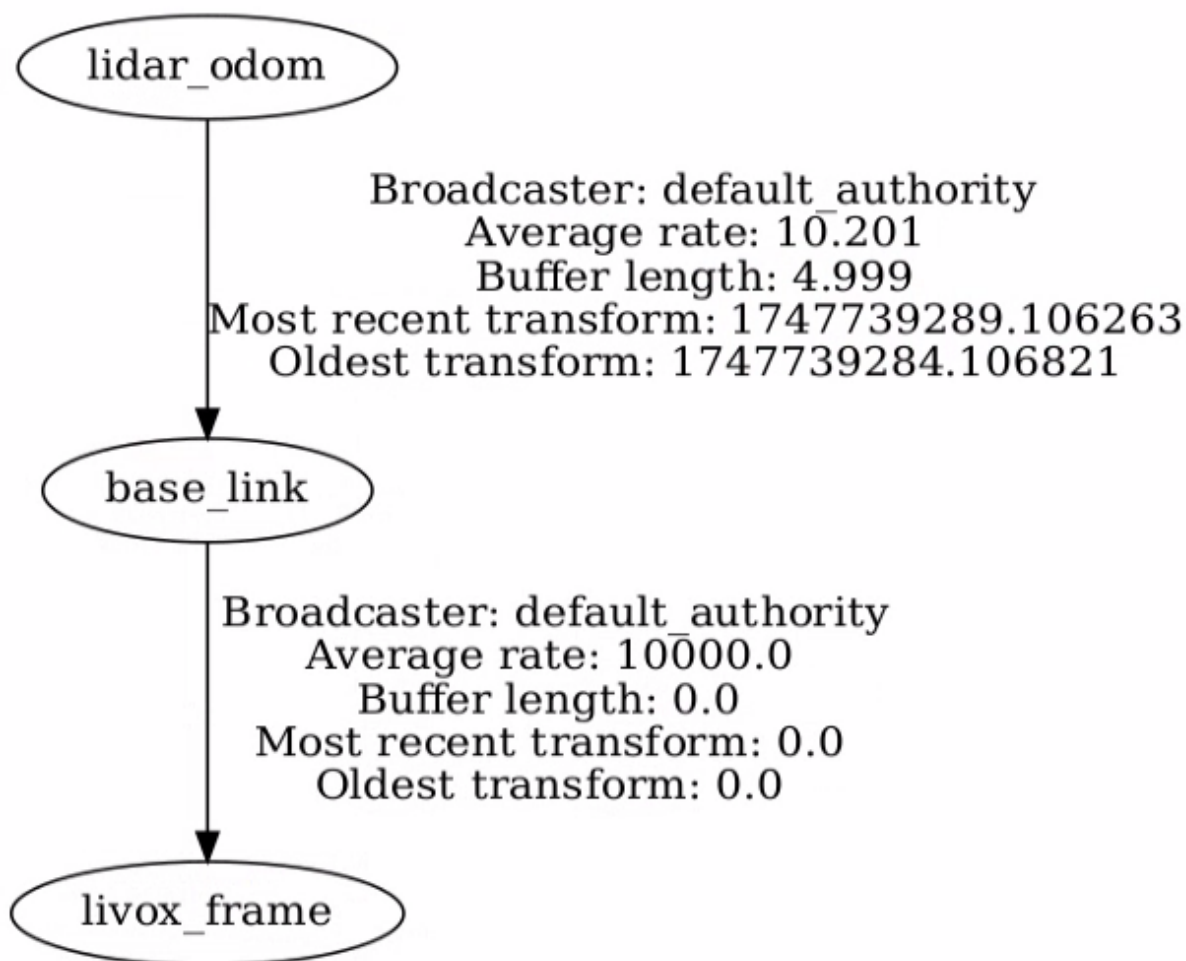 lidar_odom
Broadcaster: default_authority
Average rate: 10.201
Buffer length: 4.999
Most recent transform: 1747739289.106263
Oldest transform: 1747739284.106821
base_link
Broadcaster: default_authority
Average rate: 10000.0
Buffer length: 0.0
Most recent transform: 0.0
Oldest transform: 0.0
livox_frame